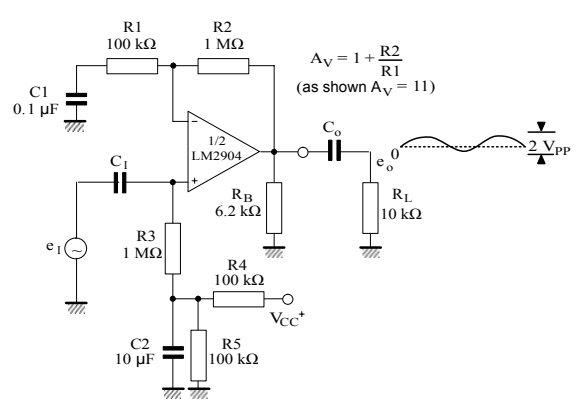 R1
100 kΩ
R2
1 MΩ
A_V = 1 + R2/R1
(as shown A_V = 11)
C1
0.1 µF
1/2
LM2904
−
+
C_I
C_o
e_o
0
2 V_PP
R_B
6.2 kΩ
R_L
10 kΩ
e_I
~
R3
1 MΩ
R4
100 kΩ
V_CC+
C2
10 µF
R5
100 kΩ